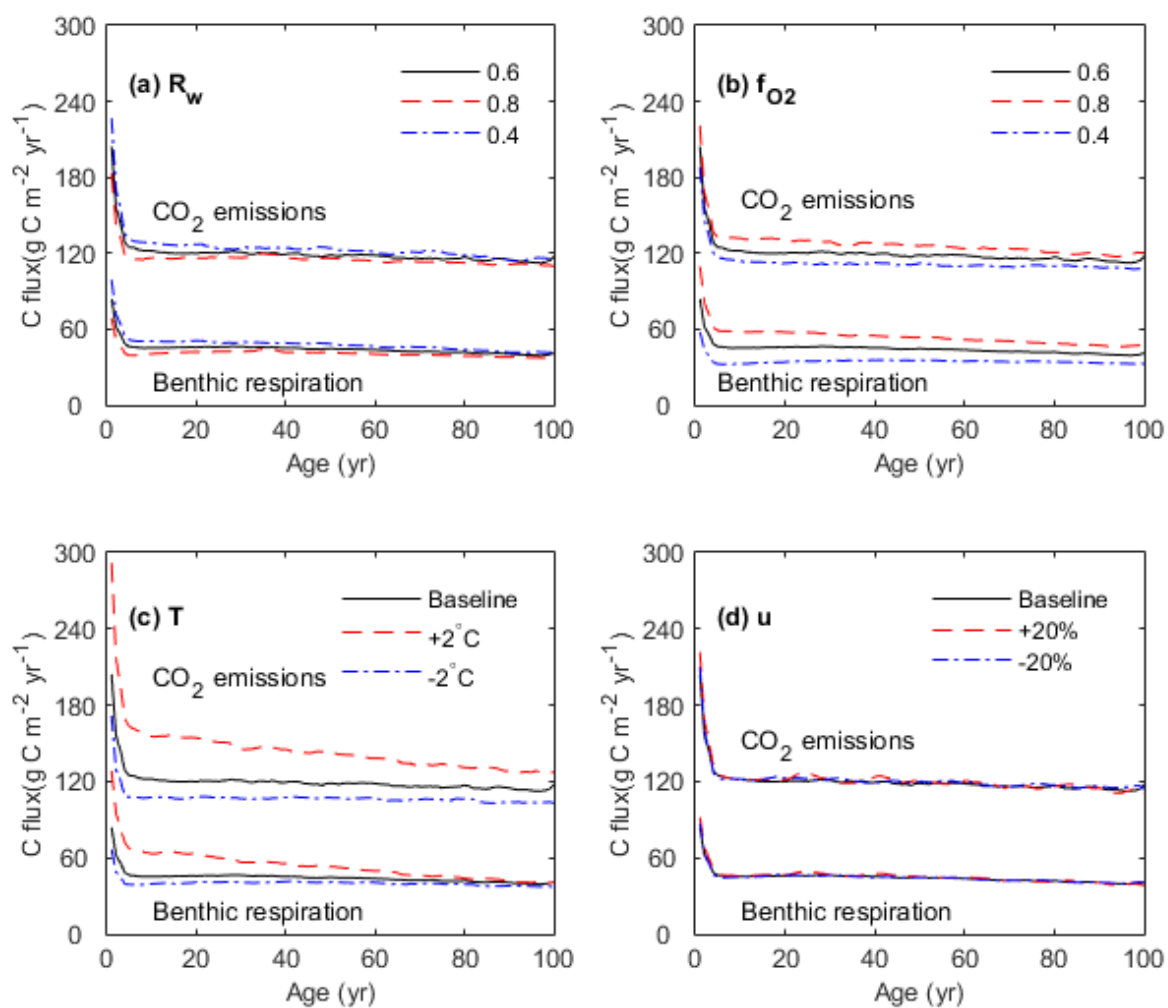 300
240
180
120
60
0
C flux(g C m⁻² yr⁻¹)
(a) R_w
0.6
0.8
0.4
CO₂ emissions
Benthic respiration
0 20 40 60 80 100
Age (yr)
300
240
180
120
60
0
C flux(g C m⁻² yr⁻¹)
(b) f_O2
0.6
0.8
0.4
CO₂ emissions
Benthic respiration
0 20 40 60 80 100
Age (yr)
300
240
180
120
60
0
C flux(g C m⁻² yr⁻¹)
(c) T
Baseline
+2°C
-2°C
CO₂ emissions
Benthic respiration
0 20 40 60 80 100
Age (yr)
300
240
180
120
60
0
C flux(g C m⁻² yr⁻¹)
(d) u
Baseline
+20%
-20%
CO₂ emissions
Benthic respiration
0 20 40 60 80 100
Age (yr)